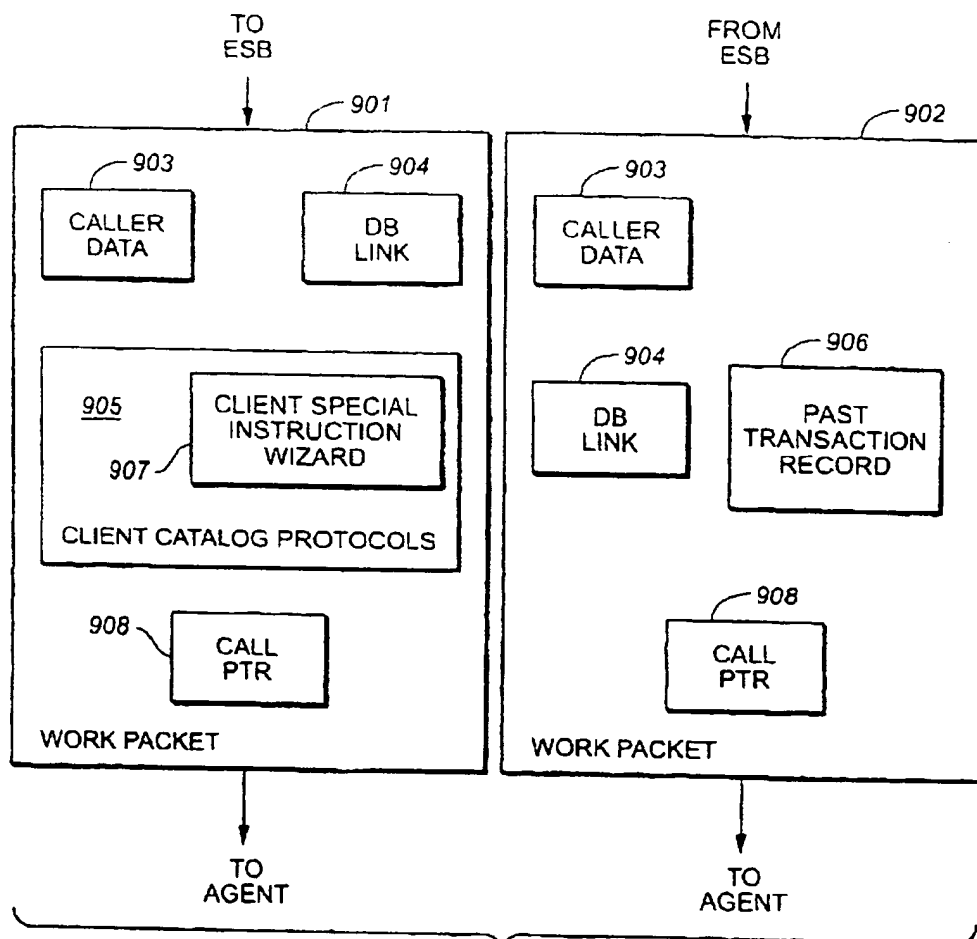 TO
ESB
901
903
CALLER
DATA
904
DB
LINK
905
907
CLIENT SPECIAL
INSTRUCTION
WIZARD
CLIENT CATALOG PROTOCOLS
908
CALL
PTR
WORK PACKET
TO
AGENT
FROM
ESB
902
903
CALLER
DATA
904
DB
LINK
906
PAST
TRANSACTION
RECORD
908
CALL
PTR
WORK PACKET
TO
AGENT